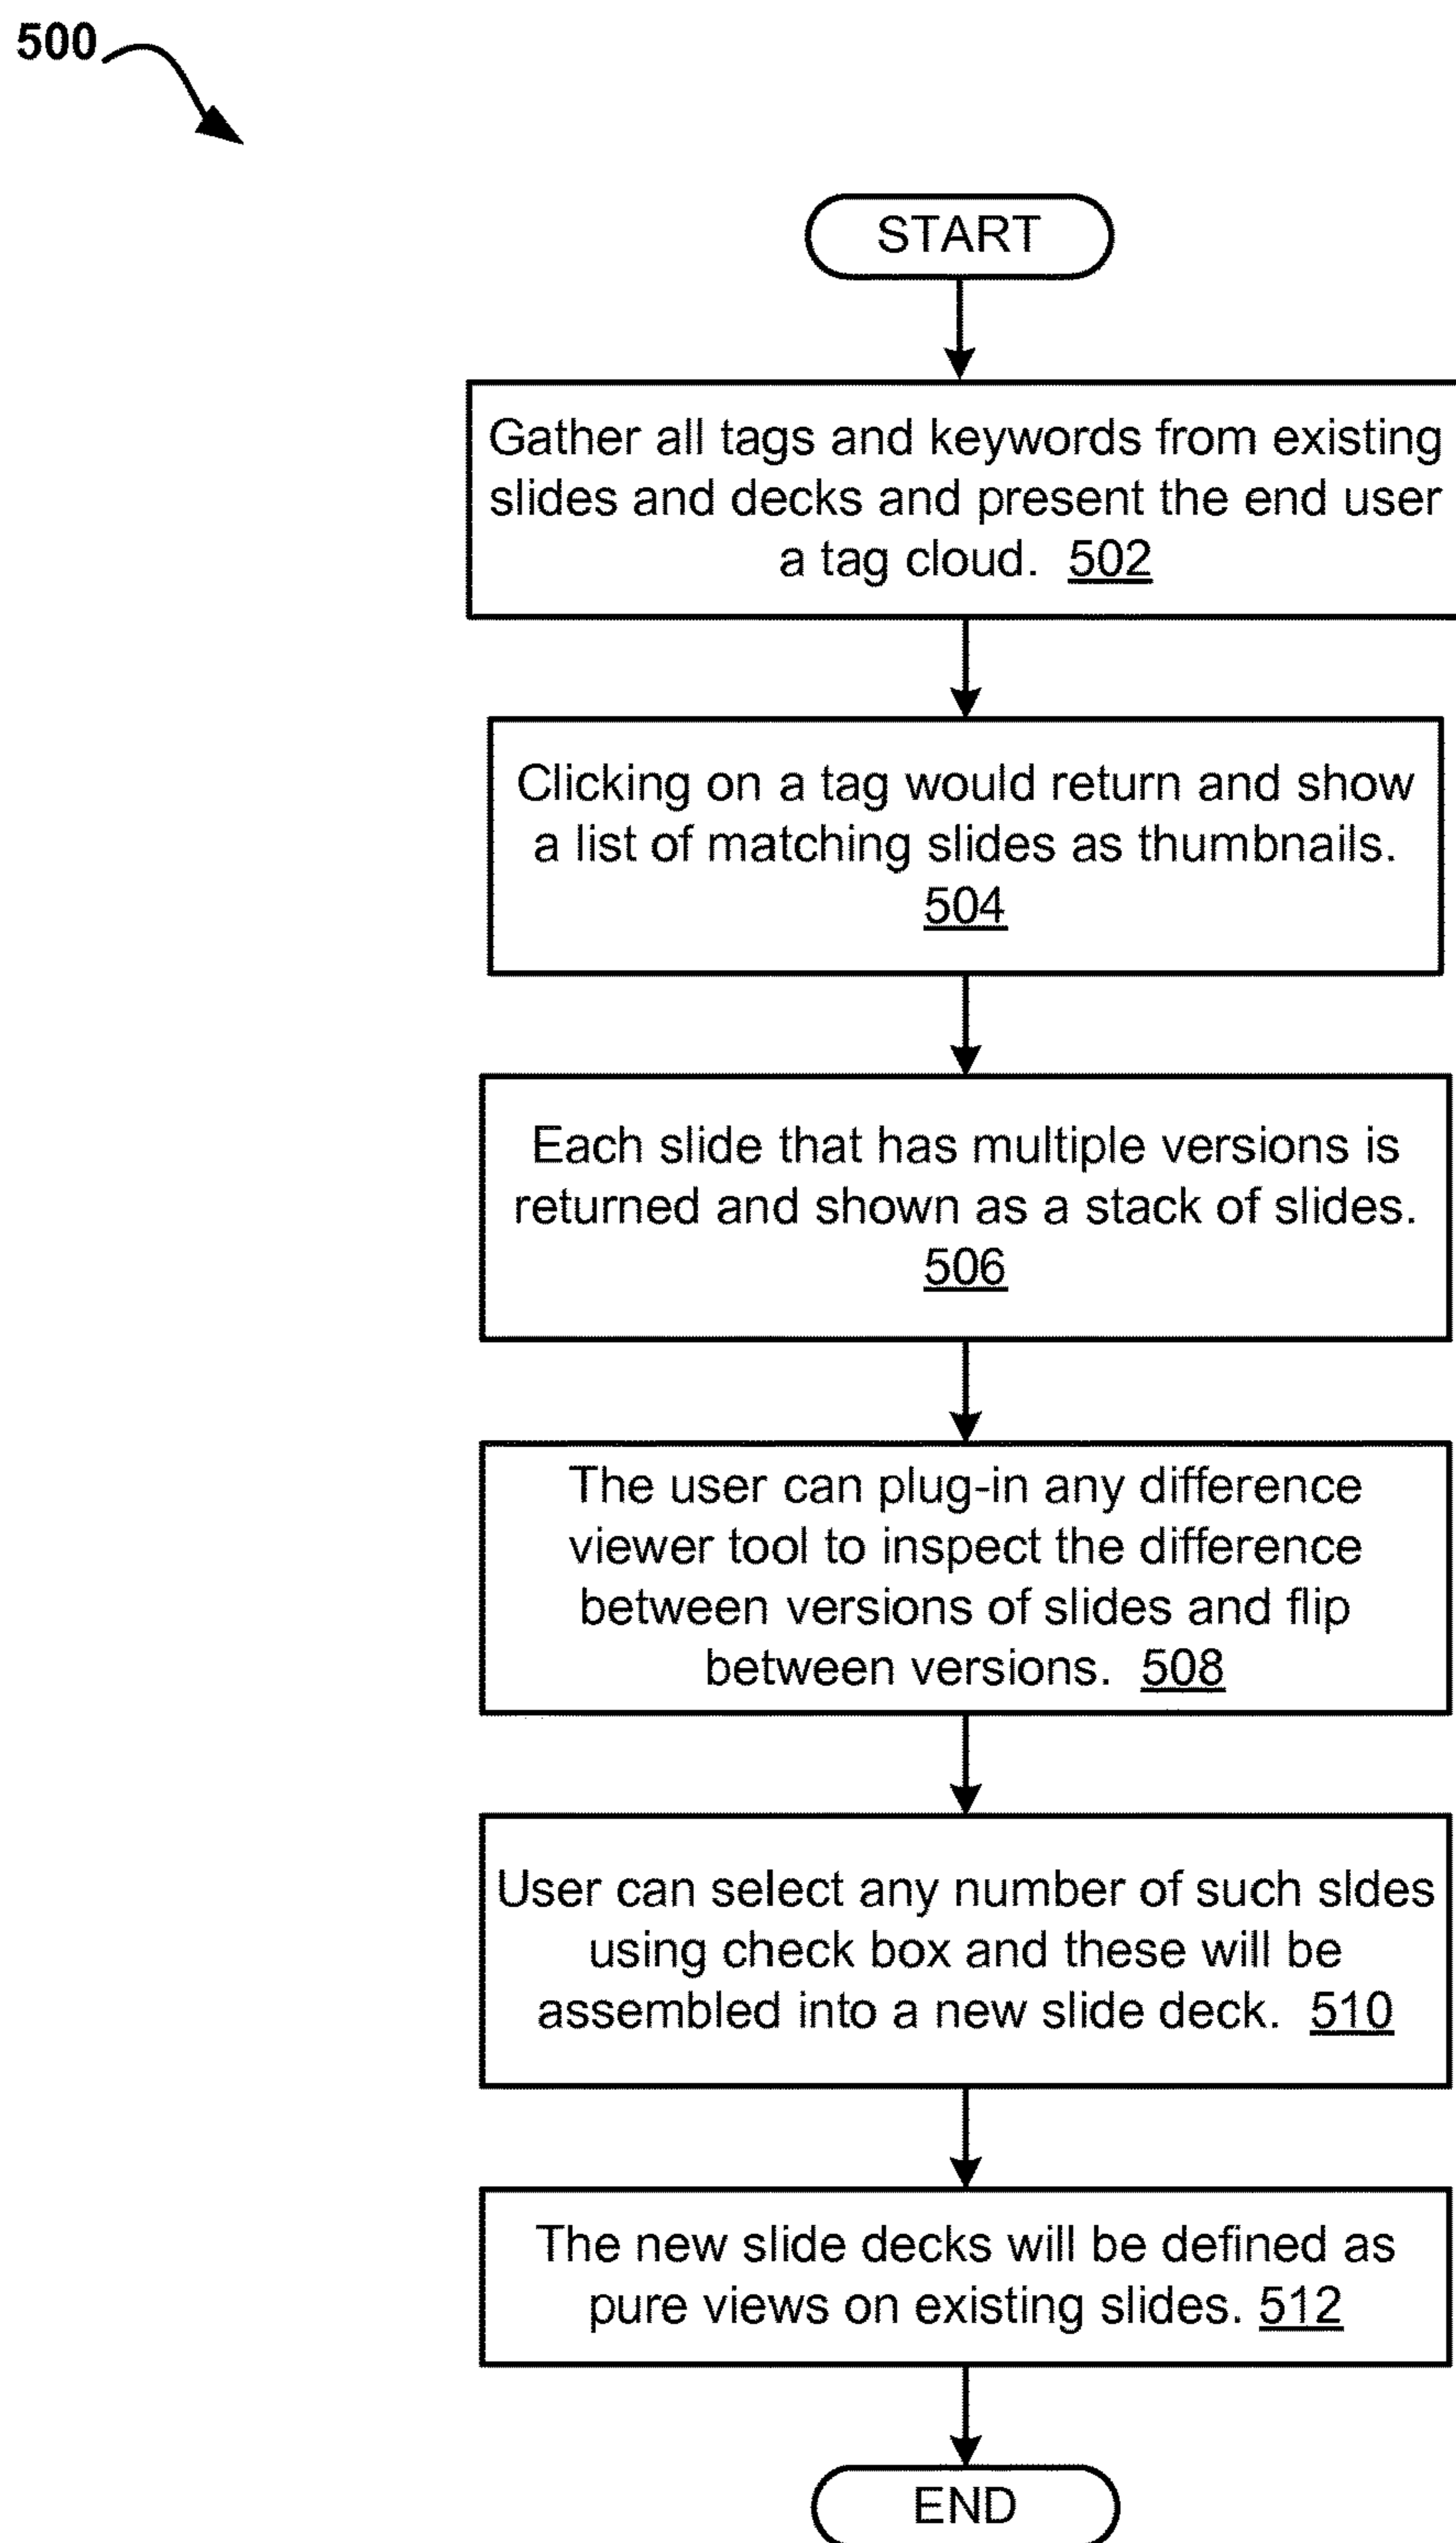 500
START
Gather all tags and keywords from existing
slides and decks and present the end user
a tag cloud. 502
Clicking on a tag would return and show
a list of matching slides as thumbnails.
504
Each slide that has multiple versions is
returned and shown as a stack of slides.
506
The user can plug-in any difference
viewer tool to inspect the difference
between versions of slides and flip
between versions. 508
User can select any number of such sldes
using check box and these will be
assembled into a new slide deck. 510
The new slide decks will be defined as
pure views on existing slides. 512
END